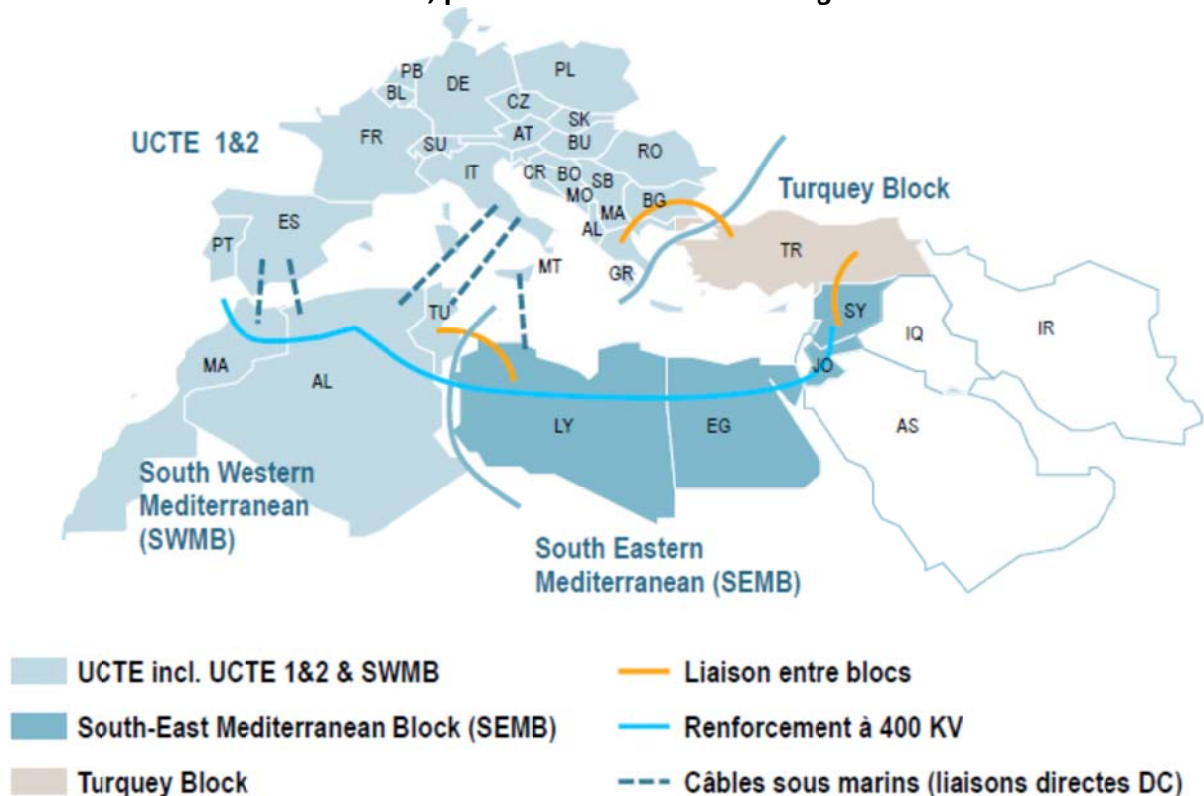 PB
DE
PL
BL
CZ
SK
UCTE 1&2
FR
SU
AT
BU
RO
IT
CR
BO
SB
MO
MA
BG
Turquey Block
AL
ES
PT
MT
GR
TR
TU
SY
IQ
IR
MA
AL
JO
LY
EG
AS
South Western
Mediterranean
(SWMB)
South Eastern
Mediterranean (SEMB)
UCTE incl. UCTE 1&2 & SWMB
Liaison entre blocs
South-East Mediterranean Block (SEMB)
Renforcement à 400 KV
Turquey Block
Câbles sous marins (liaisons directes DC)